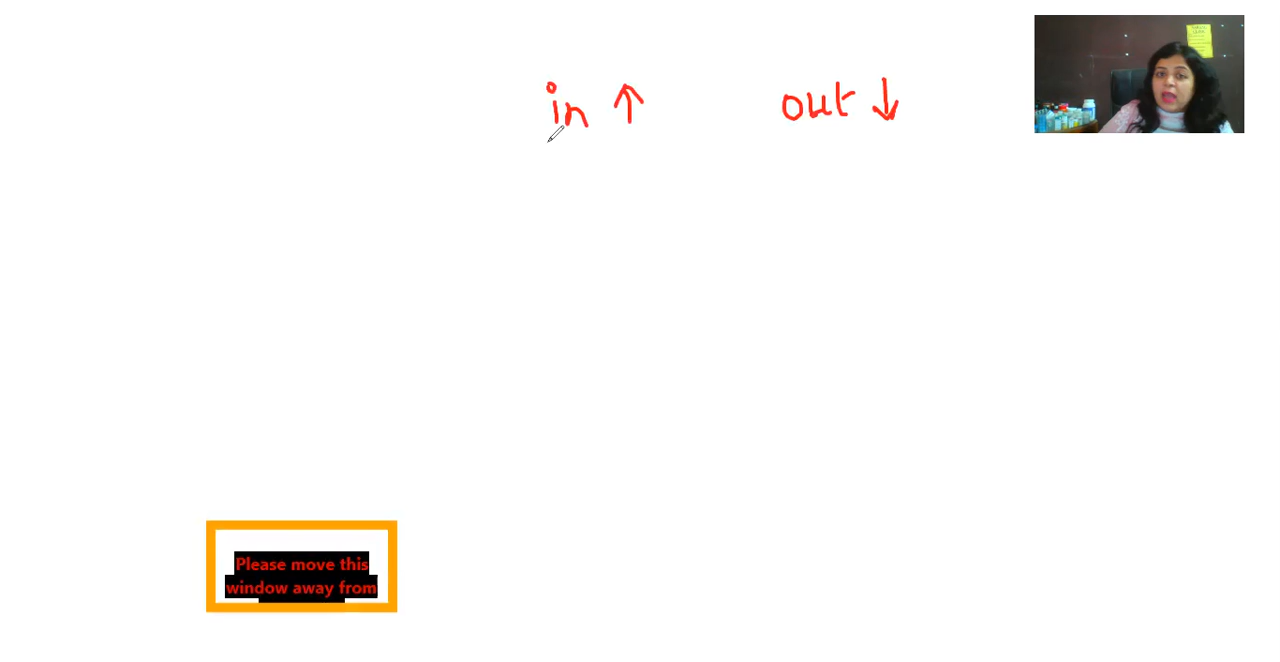 in ↑ out ↓
Please move this
window away from